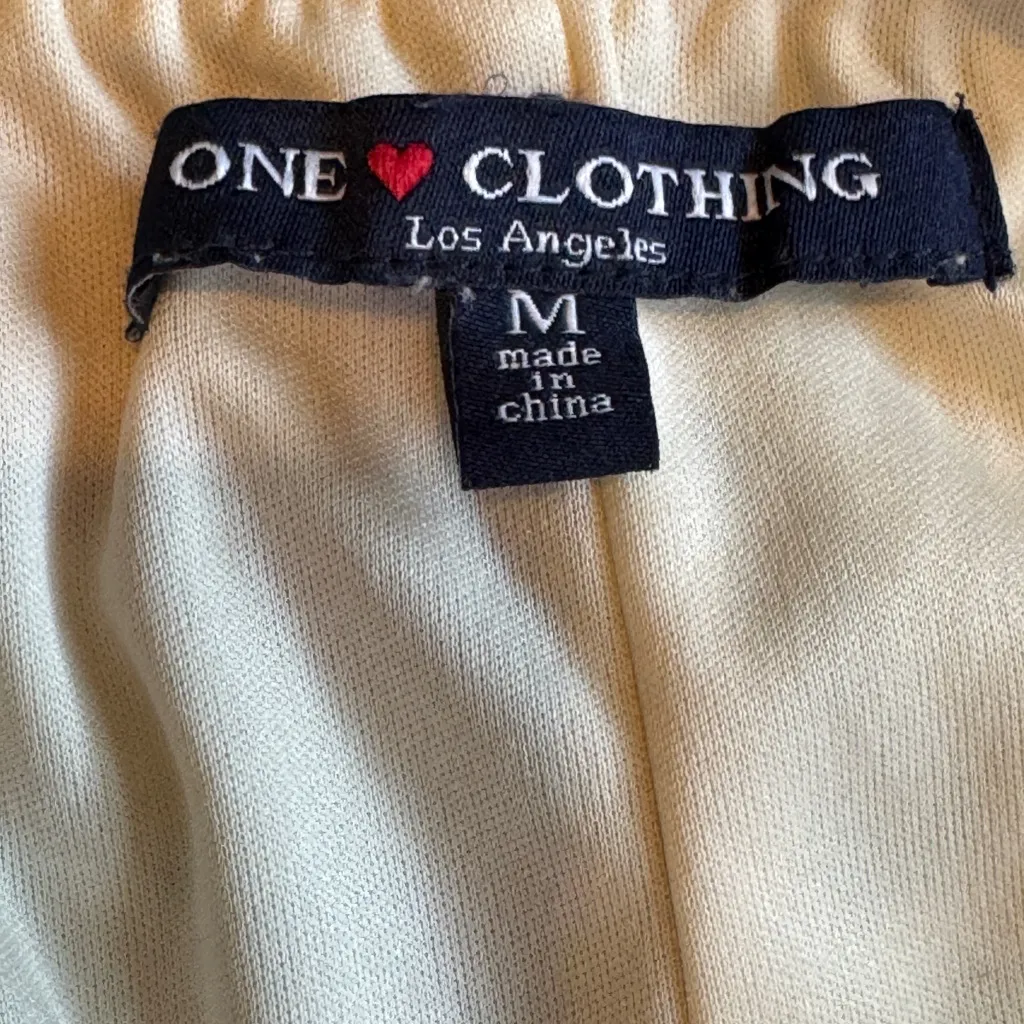 ONE ❤ CLOTHING
Los Angeles
M
made
in
china